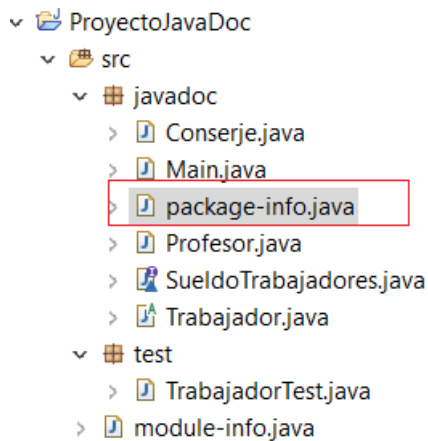 ProyectoJavaDoc
src
javadoc
Conserje.java
Main.java
package-info.java
Profesor.java
SueldoTrabajadores.java
Trabajador.java
test
TrabajadorTest.java
module-info.java